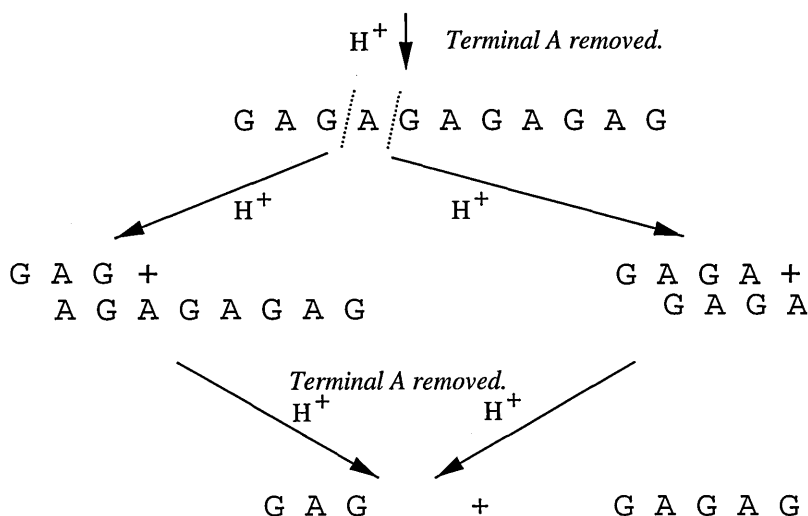 H+ Terminal A removed.
G A G A G A G A G A G
H+ H+
G A G +
A G A G A G A G
G A G A +
G A G A
Terminal A removed.
H+ H+
G A G + G A G A G